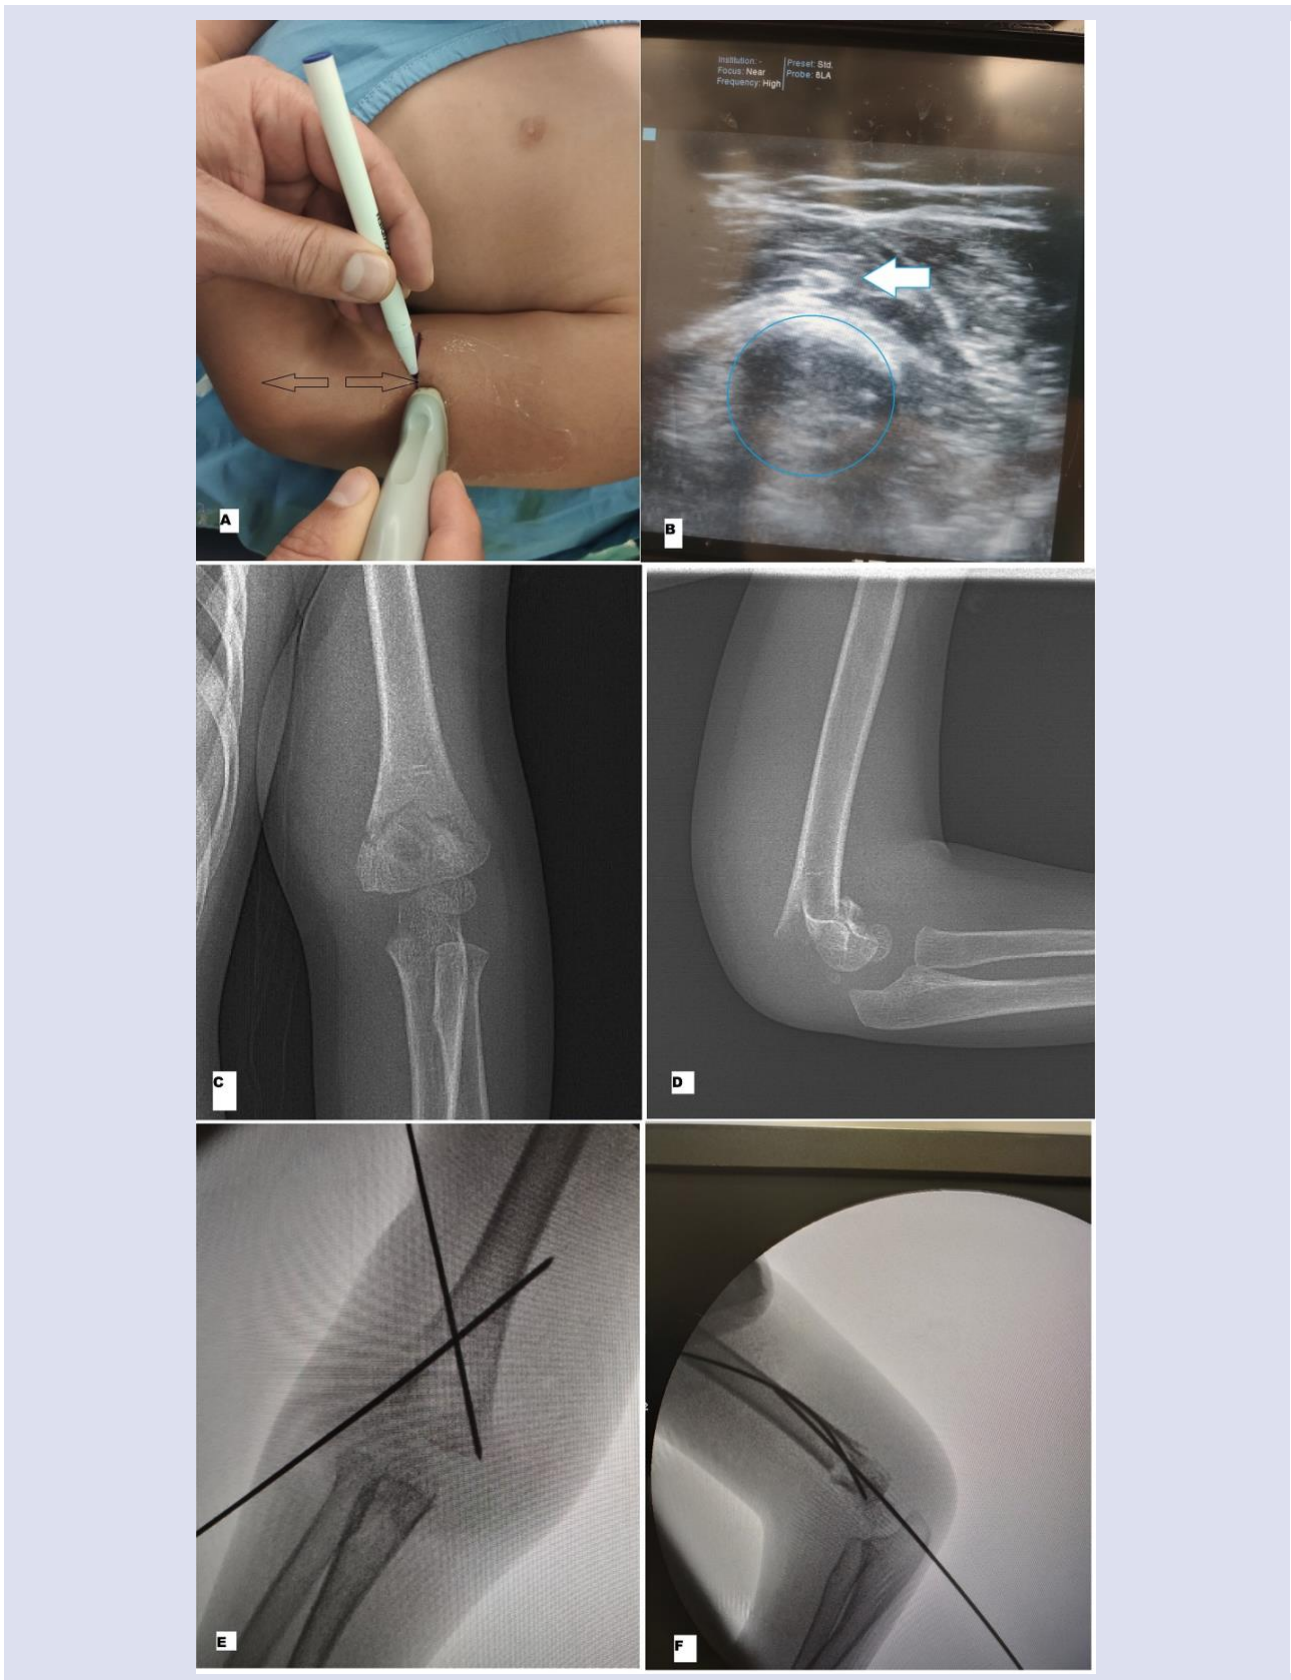 Institution: -
Focus: Near
Frequency: High
Preset: Std.
Probe: 6LA
A
B
C
D
E
F